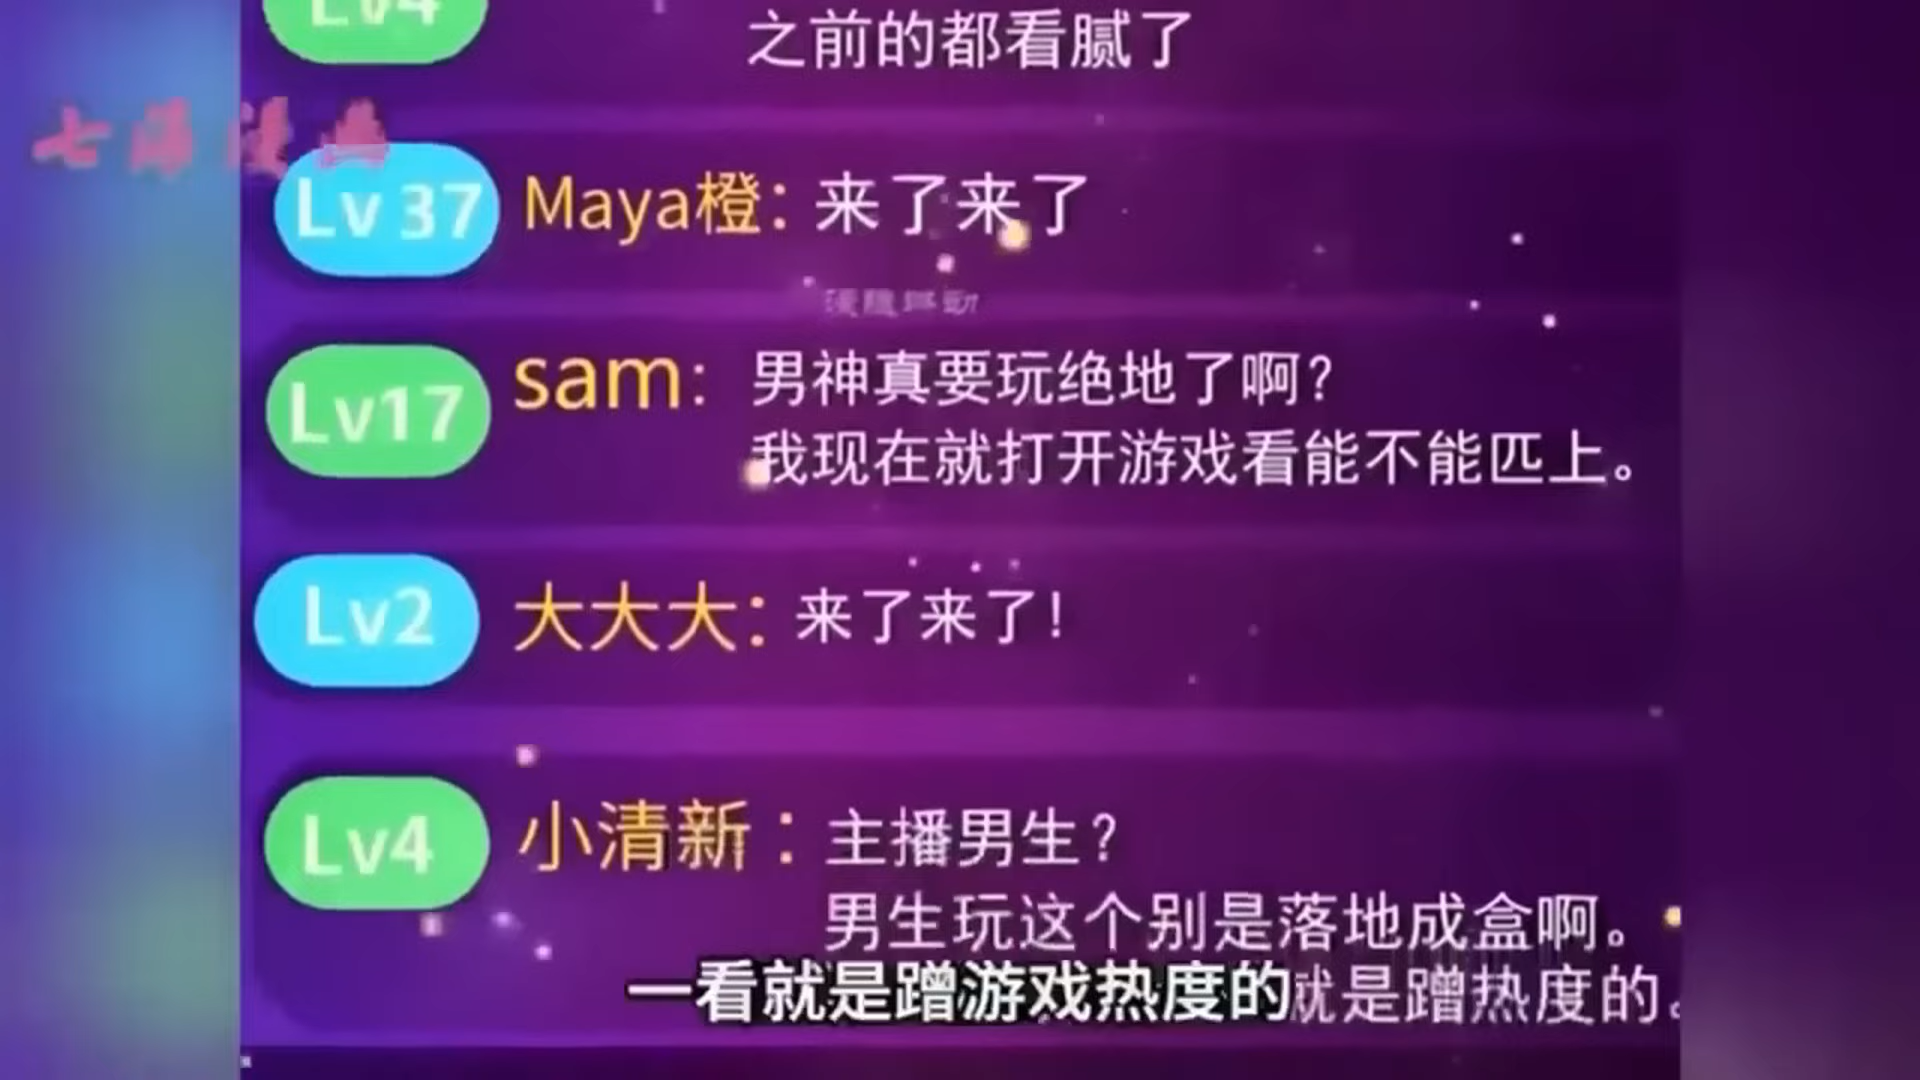 Lv4
之前的都看腻了
Lv 37 Maya橙：来了来了
Lv17 sam：男神真要玩绝地了啊？
我现在就打开游戏看能不能匹上。
Lv2 大大大：来了来了！
Lv4 小清新：主播男生？
男生玩这个别是落地成盒啊。
一看就是蹭游戏热度的
就是蹭热度的。